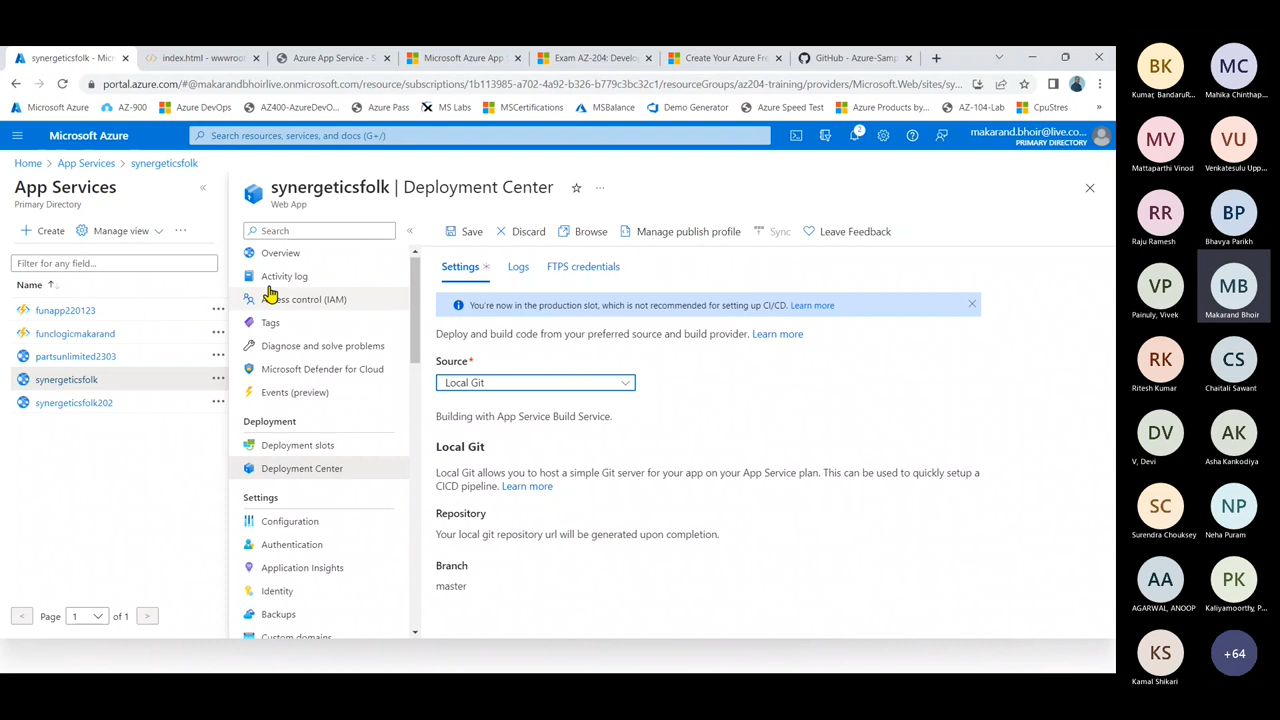 synergeticsfolk - Mic
index.html - wwwroo
Azure App Service - S
Microsoft Azure App
Exam AZ-204: Develo
Create Your Azure Fre
GitHub - Azure-Samp
portal.azure.com/#@makarandbhoirlive.onmicrosoft.com/resource/subscriptions/1b113985-a702-4a92-b326-b779c3bc32c1/resourceGroups/az204-training/providers/Microsoft.Web/sites/sy...
Microsoft Azure
AZ-900
Azure DevOps
AZ400-AzureDevO...
Azure Pass
MS Labs
MSCertifications
MSBalance
Demo Generator
Azure Speed Test
Azure Products by...
AZ-104-Lab
CpuStres
»
Microsoft Azure
Search resources, services, and docs (G+/)
2
makarand.bhoir@live.co...
PRIMARY DIRECTORY
Home > App Services > synergeticsfolk
App Services
Primary Directory
«
+ Create
Manage view
Filter for any field...
Name ↑↓
funapp220123
funclogicmakarand
partsunlimited2303
synergeticsfolk
synergeticsfolk202
< Page 1 of 1 >
synergeticsfolk | Deployment Center
Web App
Search
«
Overview
Activity log
Access control (IAM)
Tags
Diagnose and solve problems
Microsoft Defender for Cloud
Events (preview)
Deployment
Deployment slots
Deployment Center
Settings
Configuration
Authentication
Application Insights
Identity
Backups
Custom domains
Save
Discard
Browse
Manage publish profile
Sync
Leave Feedback
Settings *
Logs
FTPS credentials
You're now in the production slot, which is not recommended for setting up CI/CD. Learn more
Deploy and build code from your preferred source and build provider. Learn more
Source*
Local Git
Building with App Service Build Service.
Local Git
Local Git allows you to host a simple Git server for your app on your App Service plan. This can be used to quickly setup a
CICD pipeline. Learn more
Repository
Your local git repository url will be generated upon completion.
Branch
master
BK
Kumar, BandaruR...
MC
Mahika Chinthap...
MV
Mattaparthi Vinod
VU
Venkatesulu Upp...
RR
Raju Ramesh
BP
Bhavya Parikh
VP
Painuly, Vivek
MB
Makarand Bhoir
RK
Ritesh Kumar
CS
Chaitali Sawant
DV
V, Devi
AK
Asha Kankodiya
SC
Surendra Chouksey
NP
Neha Puram
AA
AGARWAL, ANOOP
PK
Kaliyamoorthy, P...
KS
Kamal Shikari
+64